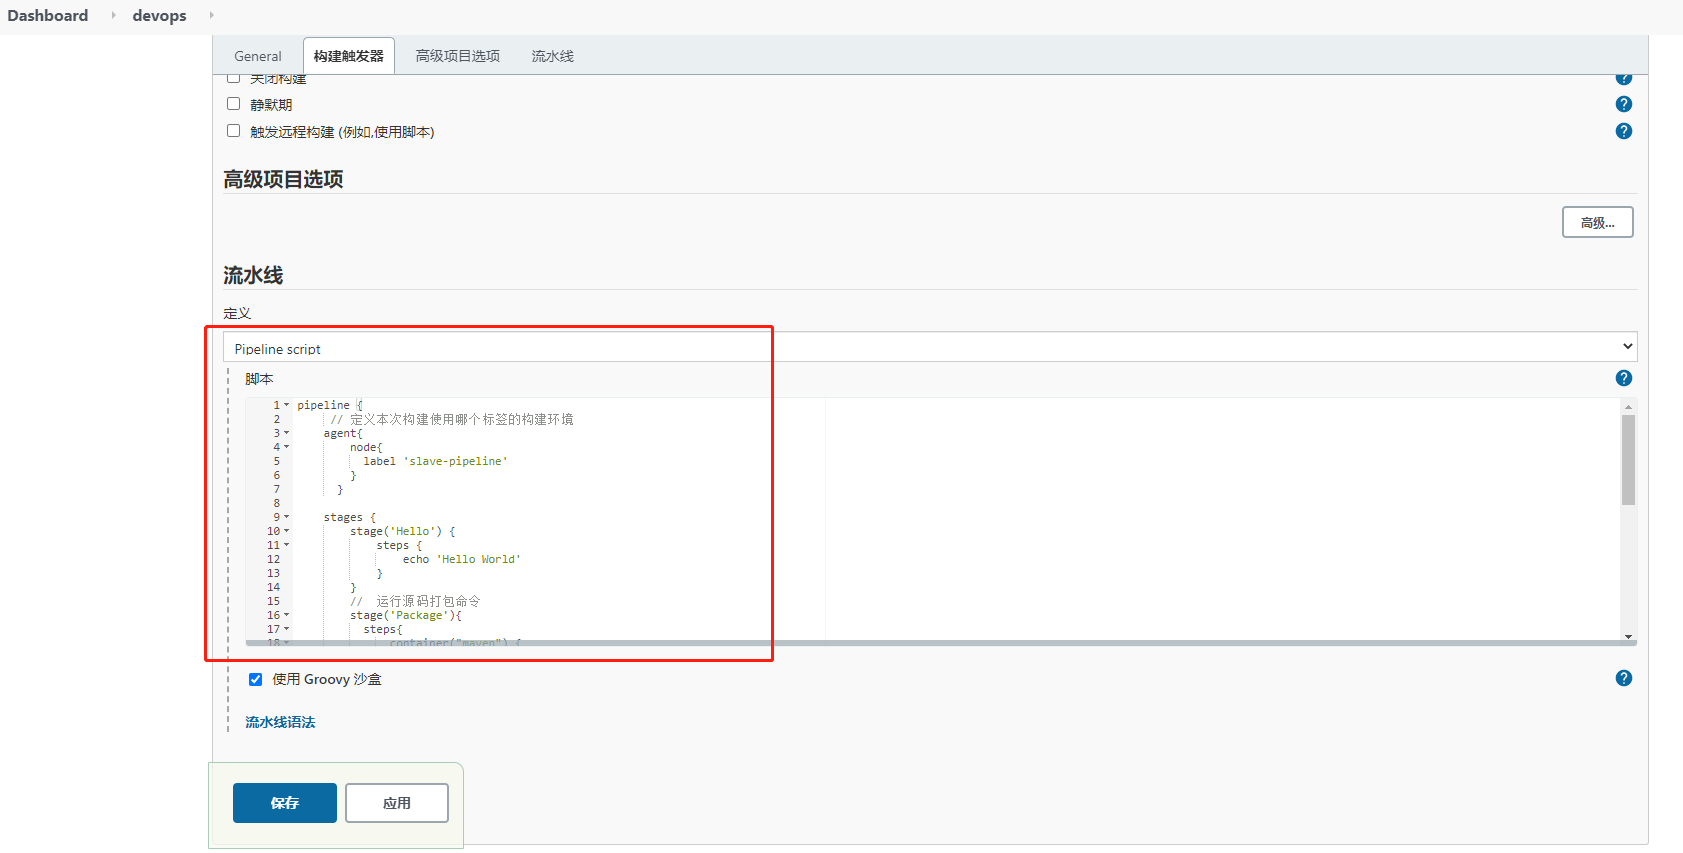 Dashboard devops
General 构建触发器 高级项目选项 流水线
关闭构建
静默期
触发远程构建 (例如,使用脚本)
高级项目选项
高级...
流水线
定义
Pipeline script
脚本
1 pipeline {
2 // 定义本次构建使用哪个标签的构建环境
3 agent{
4 node{
5 label 'slave-pipeline'
6 }
7 }
8
9 stages {
10 stage('Hello') {
11 steps {
12 echo 'Hello World'
13 }
14 }
15 // 运行源码打包命令
16 stage('Package'){
17 steps{
18 container("maven") {
使用 Groovy 沙盒
流水线语法
保存 应用